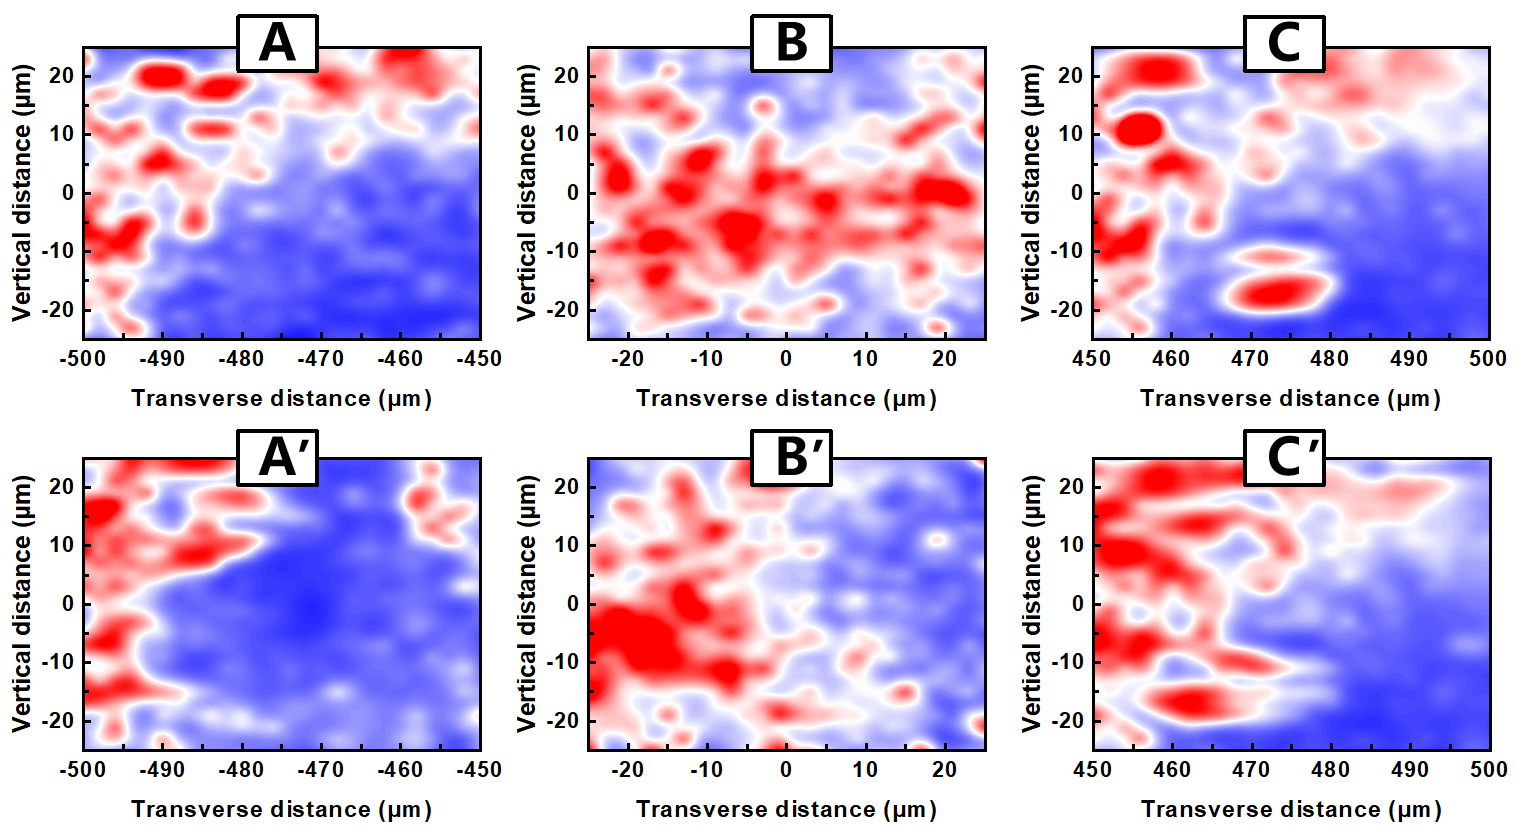 A B C
Vertical distance (µm) Vertical distance (µm) Vertical distance (µm)
20 20 20
10 10 10
0 0 0
-10 -10 -10
-20 -20 -20
-500 -490 -480 -470 -460 -450 -20 -10 0 10 20 450 460 470 480 490 500
Transverse distance (µm) Transverse distance (µm) Transverse distance (µm)
A′ B′ C′
Vertical distance (µm) Vertical distance (µm) Vertical distance (µm)
20 20 20
10 10 10
0 0 0
-10 -10 -10
-20 -20 -20
-500 -490 -480 -470 -460 -450 -20 -10 0 10 20 450 460 470 480 490 500
Transverse distance (µm) Transverse distance (µm) Transverse distance (µm)